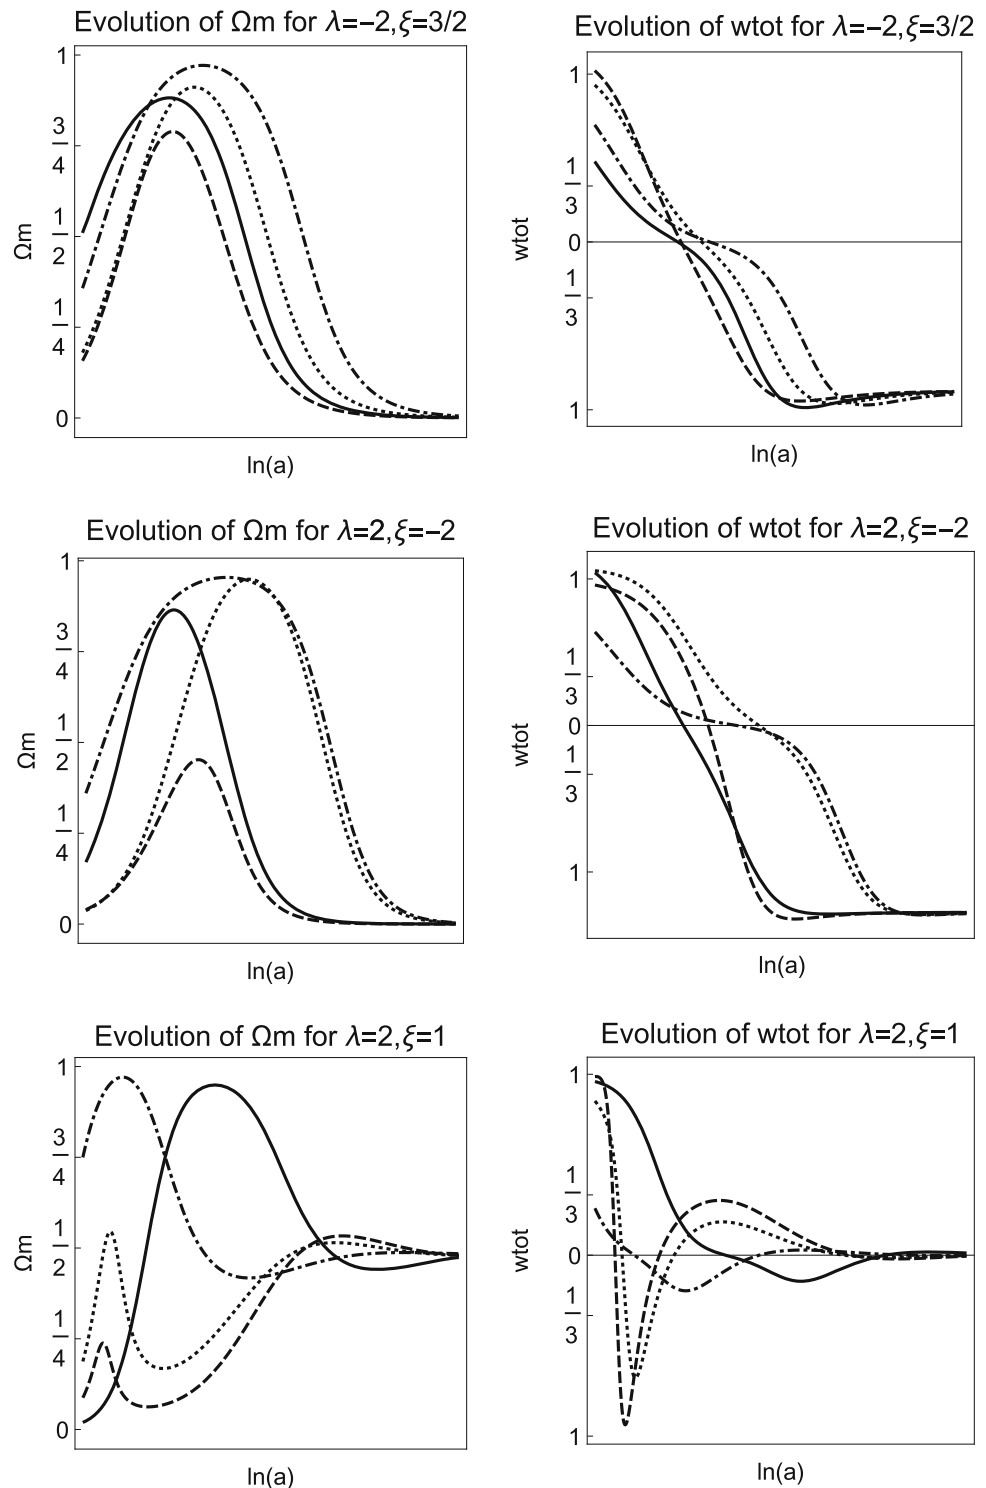 Evolution of Ωm for λ=−2,ξ=3/2
1
3
4
1
2
1
4
0
Ωm
ln(a)
Evolution of wtot for λ=−2,ξ=3/2
1
1
3
0
1
3
1
wtot
ln(a)
Evolution of Ωm for λ=2,ξ=−2
1
3
4
1
2
1
4
0
Ωm
ln(a)
Evolution of wtot for λ=2,ξ=−2
1
1
3
0
1
3
1
wtot
ln(a)
Evolution of Ωm for λ=2,ξ=1
1
3
4
1
2
1
4
0
Ωm
ln(a)
Evolution of wtot for λ=2,ξ=1
1
1
3
0
1
3
1
wtot
ln(a)